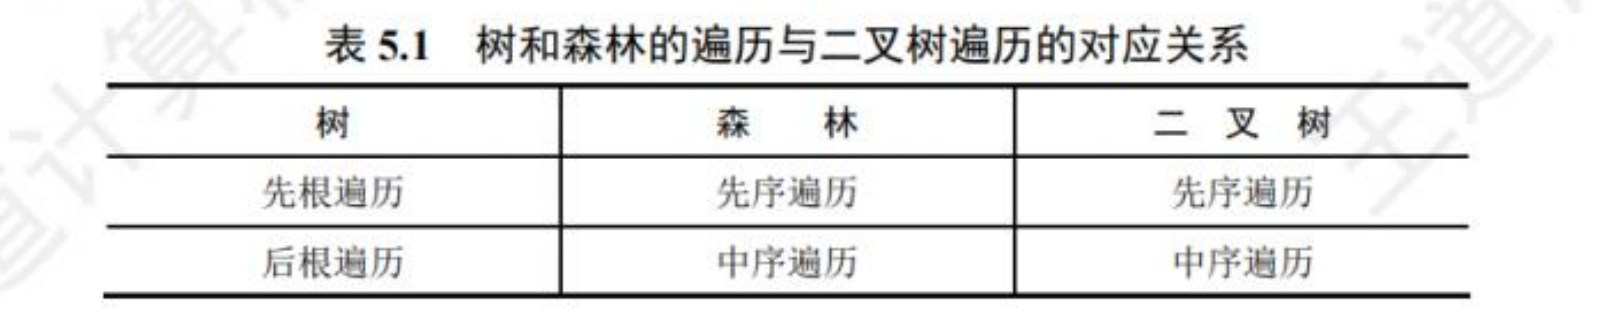 表 5.1 树和森林的遍历与二叉树遍历的对应关系
树 森 林 二 叉 树
先根遍历 先序遍历 先序遍历
后根遍历 中序遍历 中序遍历